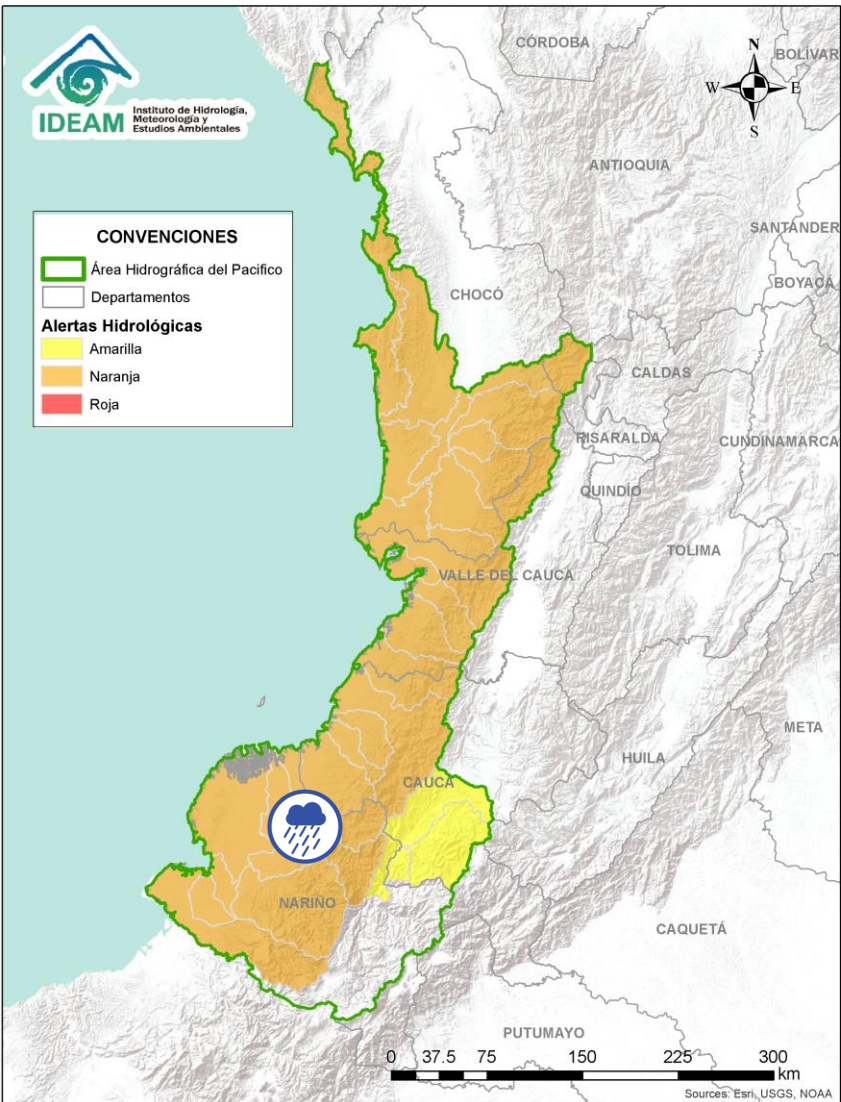 IDEAM
Instituto de Hidrología,
Meteorología y
Estudios Ambientales
N
W
E
S
CÓRDOBA
BOLIVAR
ANTIOQUIA
SANTANDER
BOYACÁ
CHOCÓ
CONVENCIONES
Área Hidrográfica del Pacifico
Departamentos
Alertas Hidrológicas
Amarilla
Naranja
Roja
CALDAS
RISARALDA
CUNDINAMARCA
QUINDÍO
TOLIMA
VALLE DEL CAUCA
META
HUILA
CAUCA
NARIÑO
CAQUETÁ
PUTUMAYO
0 37.5 75 150 225 300
km
Sources: Esri, USGS, NOAA